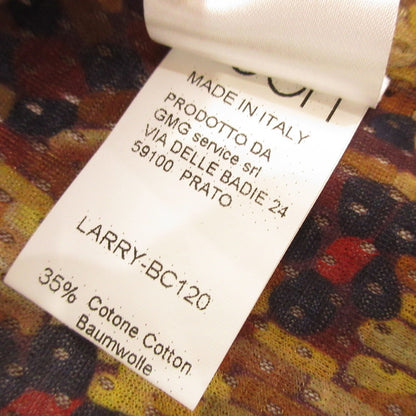 MADE IN ITALY
PRODOTTO DA
GMG service srl
VIA DELLE BADIE 24
59100 PRATO
LARRY-BC120
35% Cotone Cotton
Baumwolle